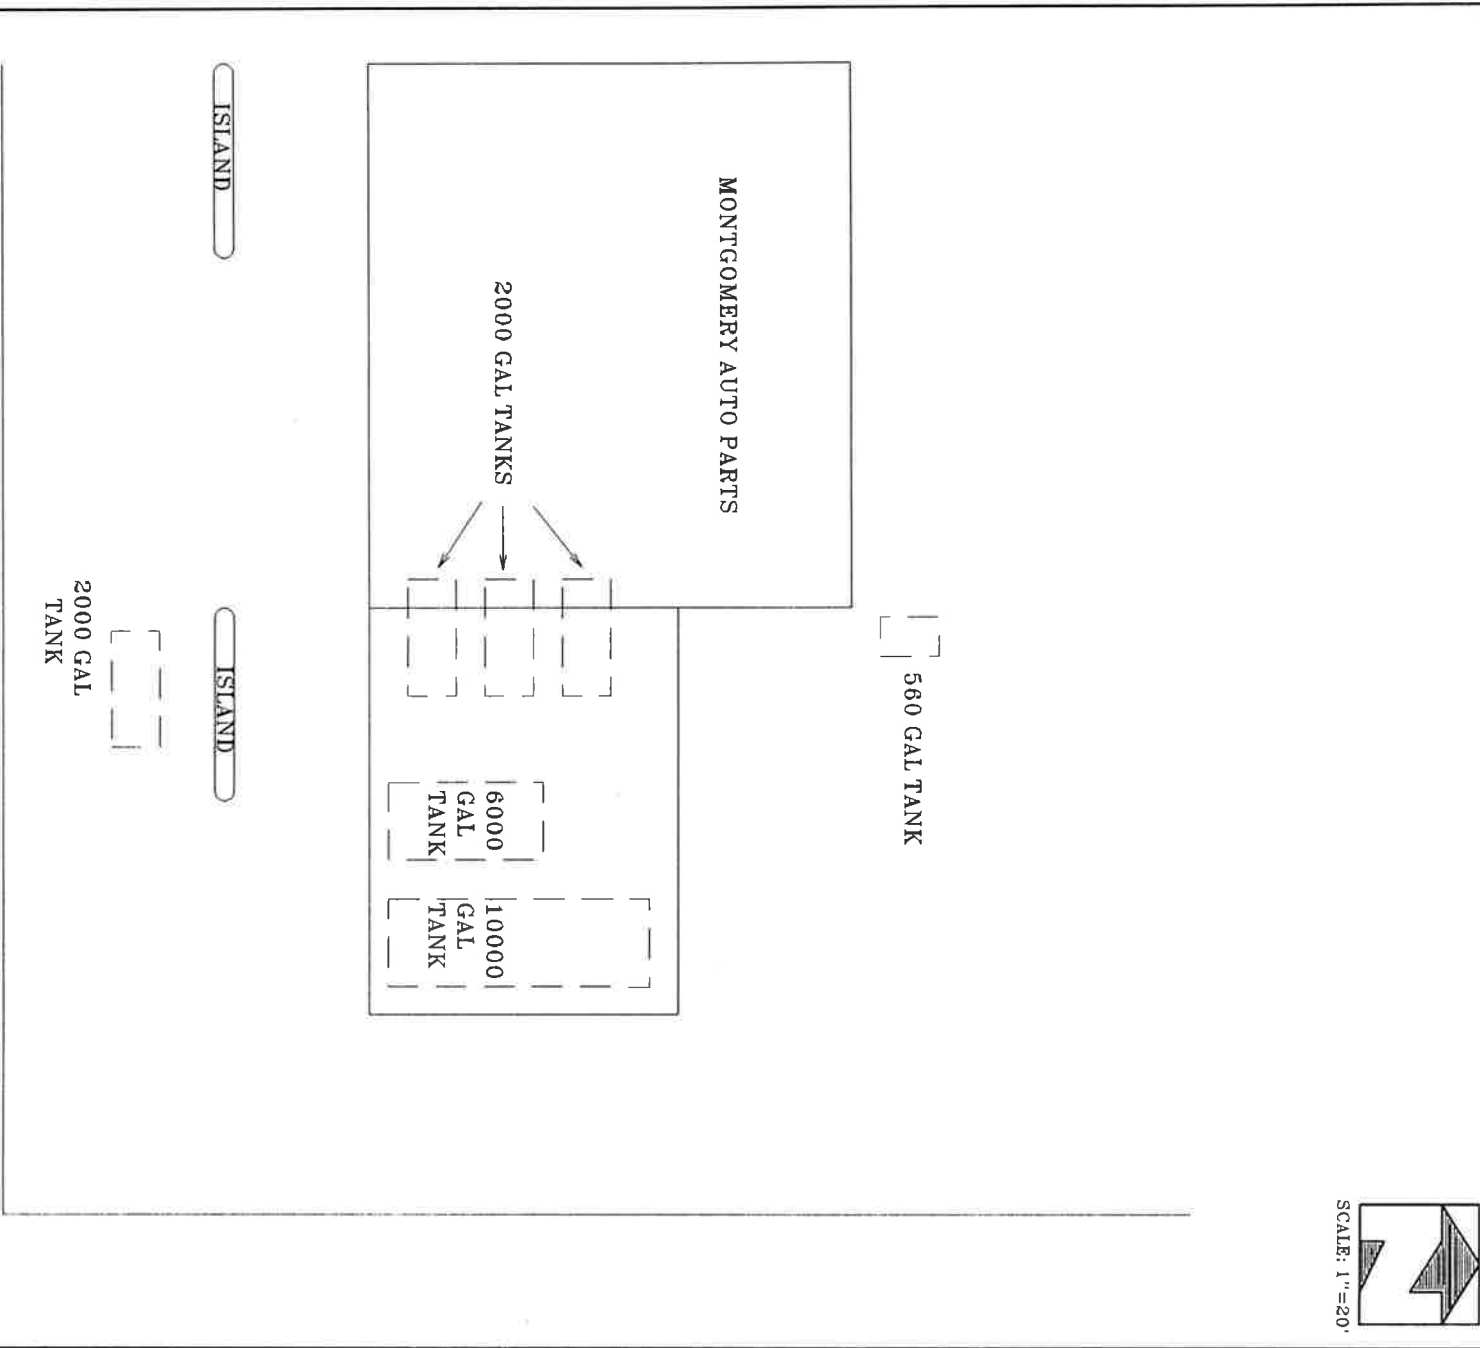 SCALE: 1"=20'
560 GAL TANK
MONTGOMERY AUTO PARTS
2000 GAL TANKS
6000
GAL
TANK
10000
GAL
TANK
ISLAND
ISLAND
2000 GAL
TANK